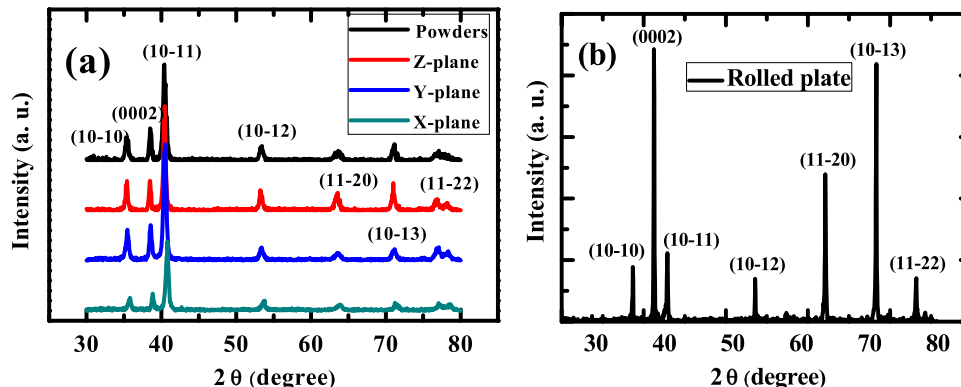 (a)
(10-11)
Powders
Z-plane
Y-plane
X-plane
(0002)
(10-10)
(10-12)
(11-20)
(11-22)
(10-13)
Intensity (a. u.)
30 40 50 60 70 80
2 θ (degree)
(b)
(0002)
(10-13)
Rolled plate
(11-20)
(10-10)
(10-11)
(10-12)
(11-22)
Intensity (a. u.)
30 40 50 60 70 80
2 θ (degree)